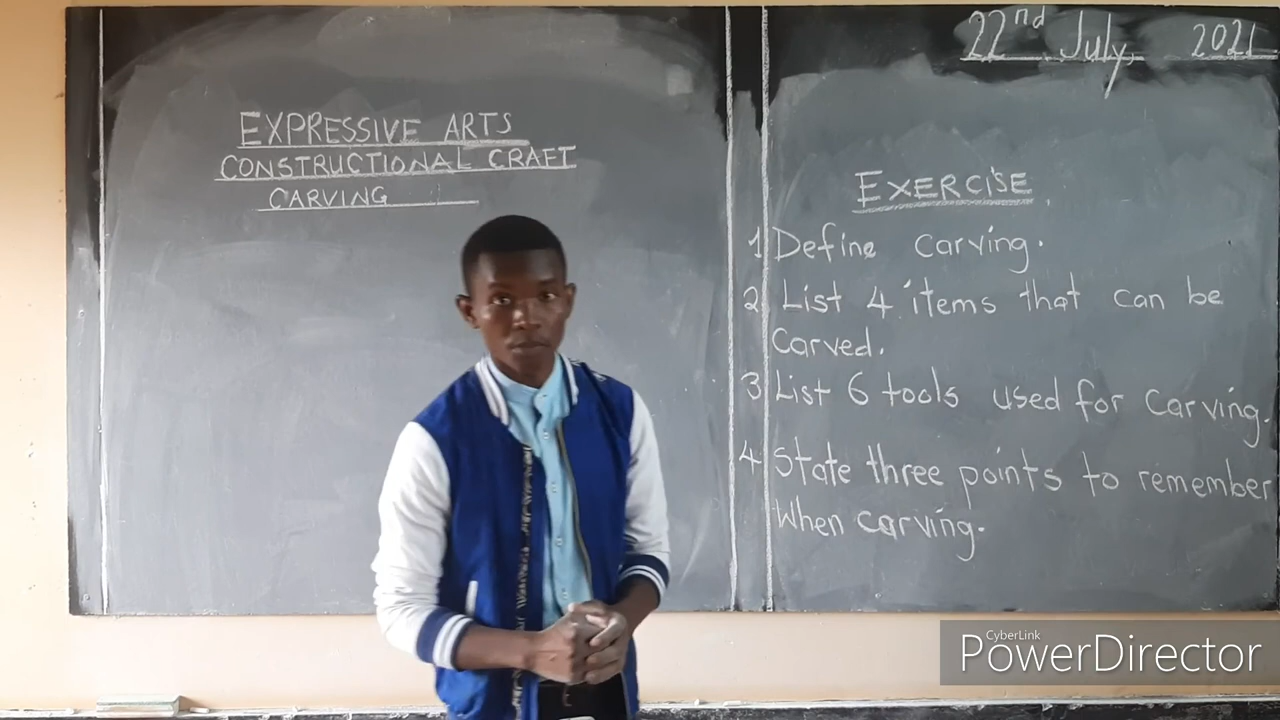 EXPRESSIVE ARTS
CONSTRUCTIONAL CRAFT
CARVING
22nd July, 2021
EXERCISE
1 Define carving.
2 List 4 items that can be
carved.
3 List 6 tools used for carving.
4 State three points to remember
when carving.
CyberLink
PowerDirector